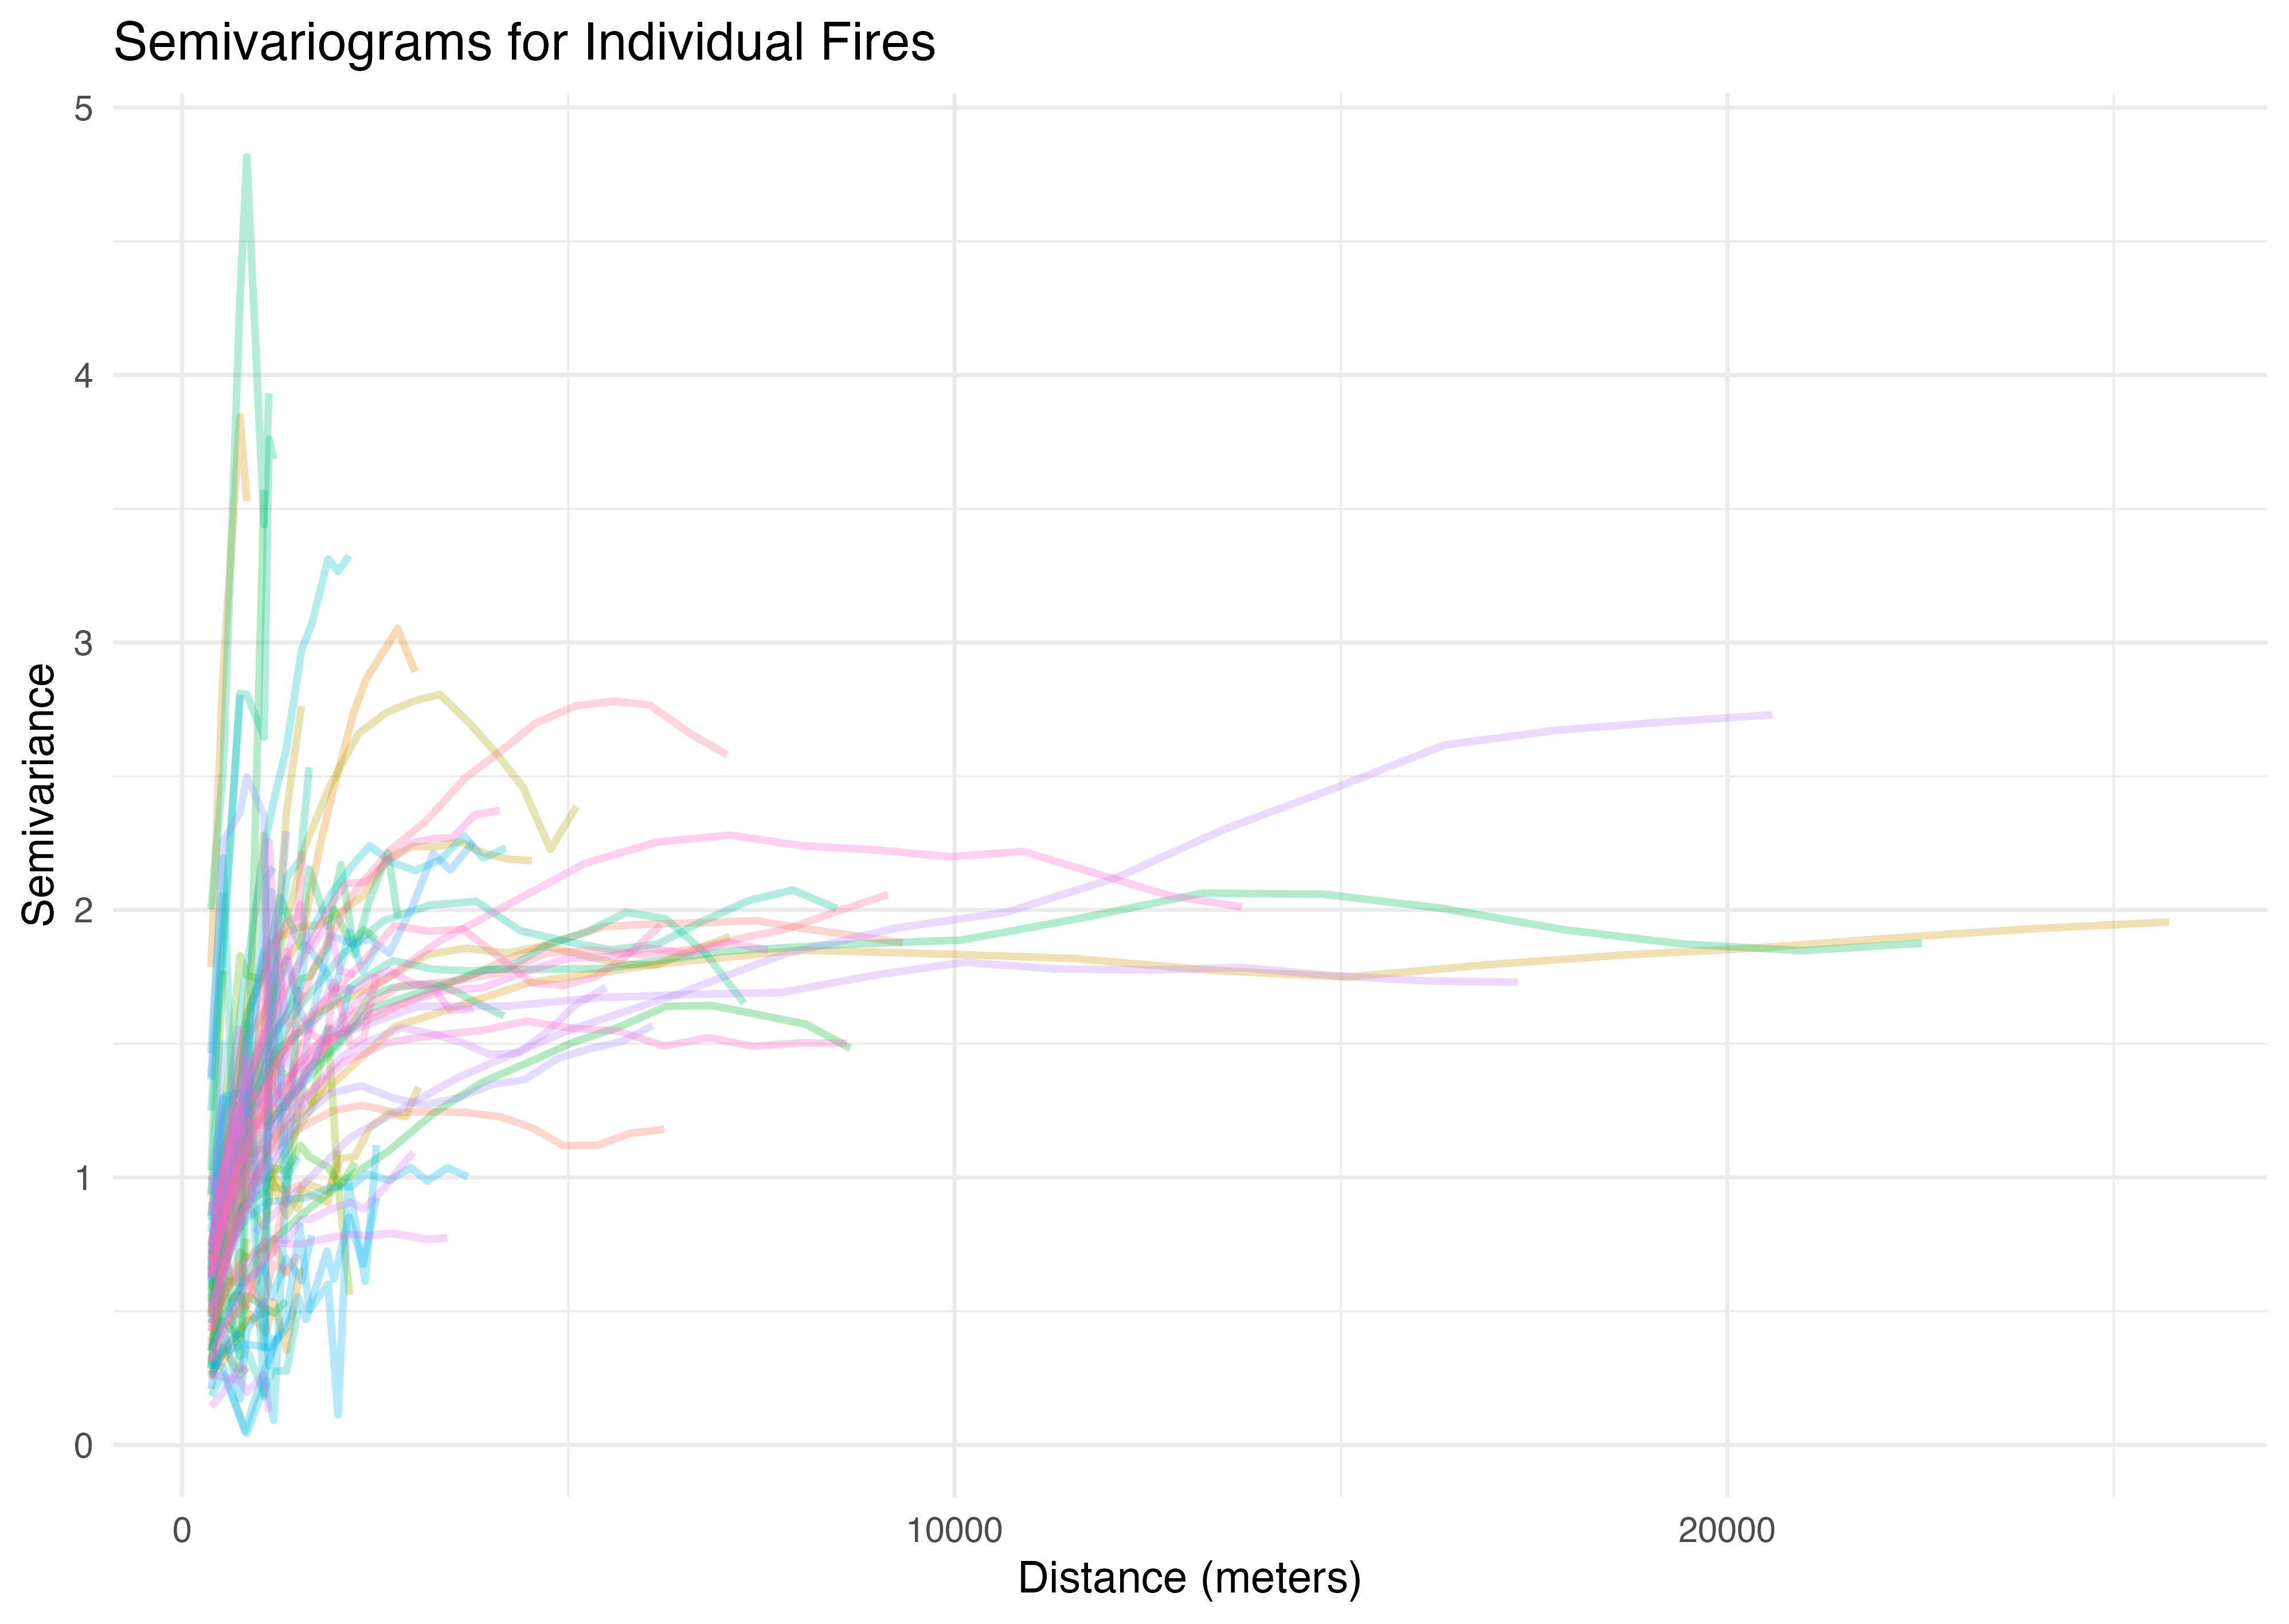 Semivariograms for Individual Fires
5
4
3
2
1
0
Semivariance
0 10000 20000
Distance (meters)